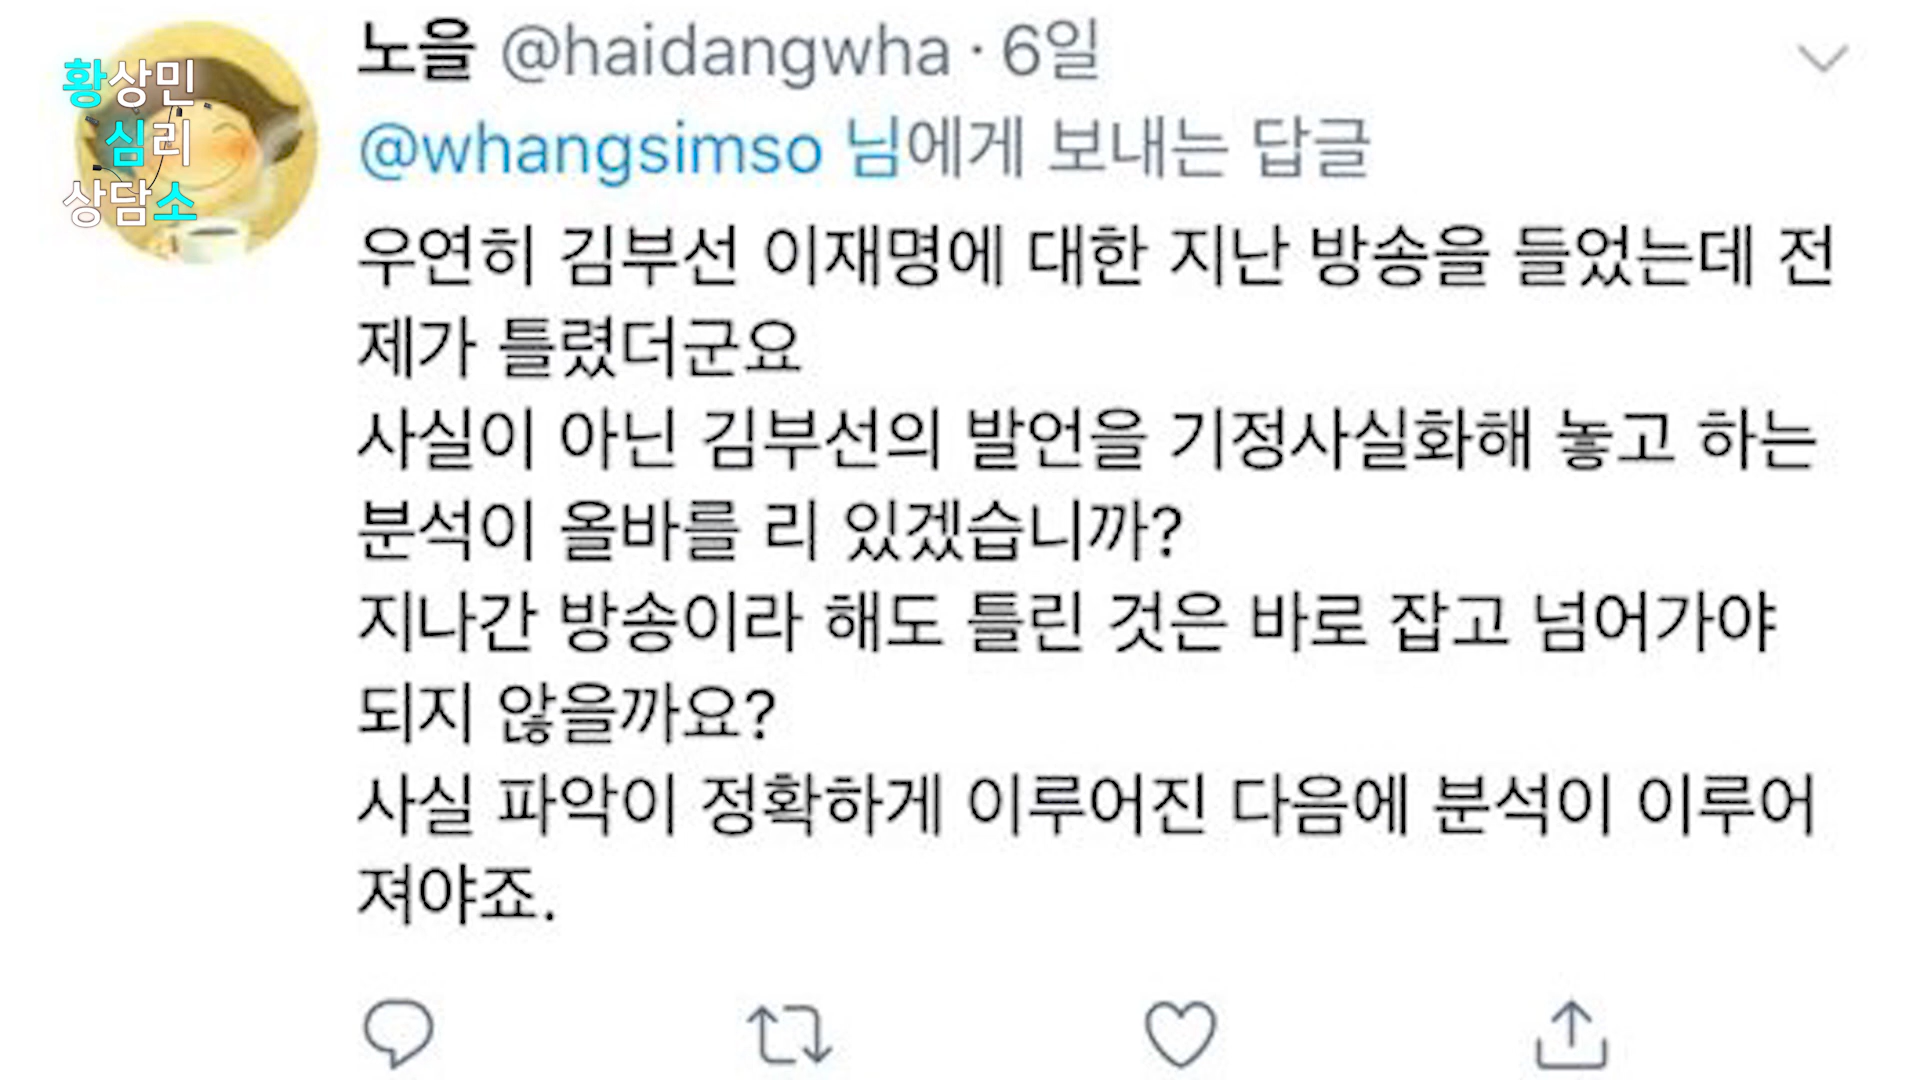 황상민
심리
상담소
노을 @haidangwha · 6일
@whangsimso 님에게 보내는 답글
우연히 김부선 이재명에 대한 지난 방송을 들었는데 전
제가 틀렸더군요
사실이 아닌 김부선의 발언을 기정사실화해 놓고 하는
분석이 올바를 리 있겠습니까?
지나간 방송이라 해도 틀린 것은 바로 잡고 넘어가야
되지 않을까요?
사실 파악이 정확하게 이루어진 다음에 분석이 이루어
져야죠.